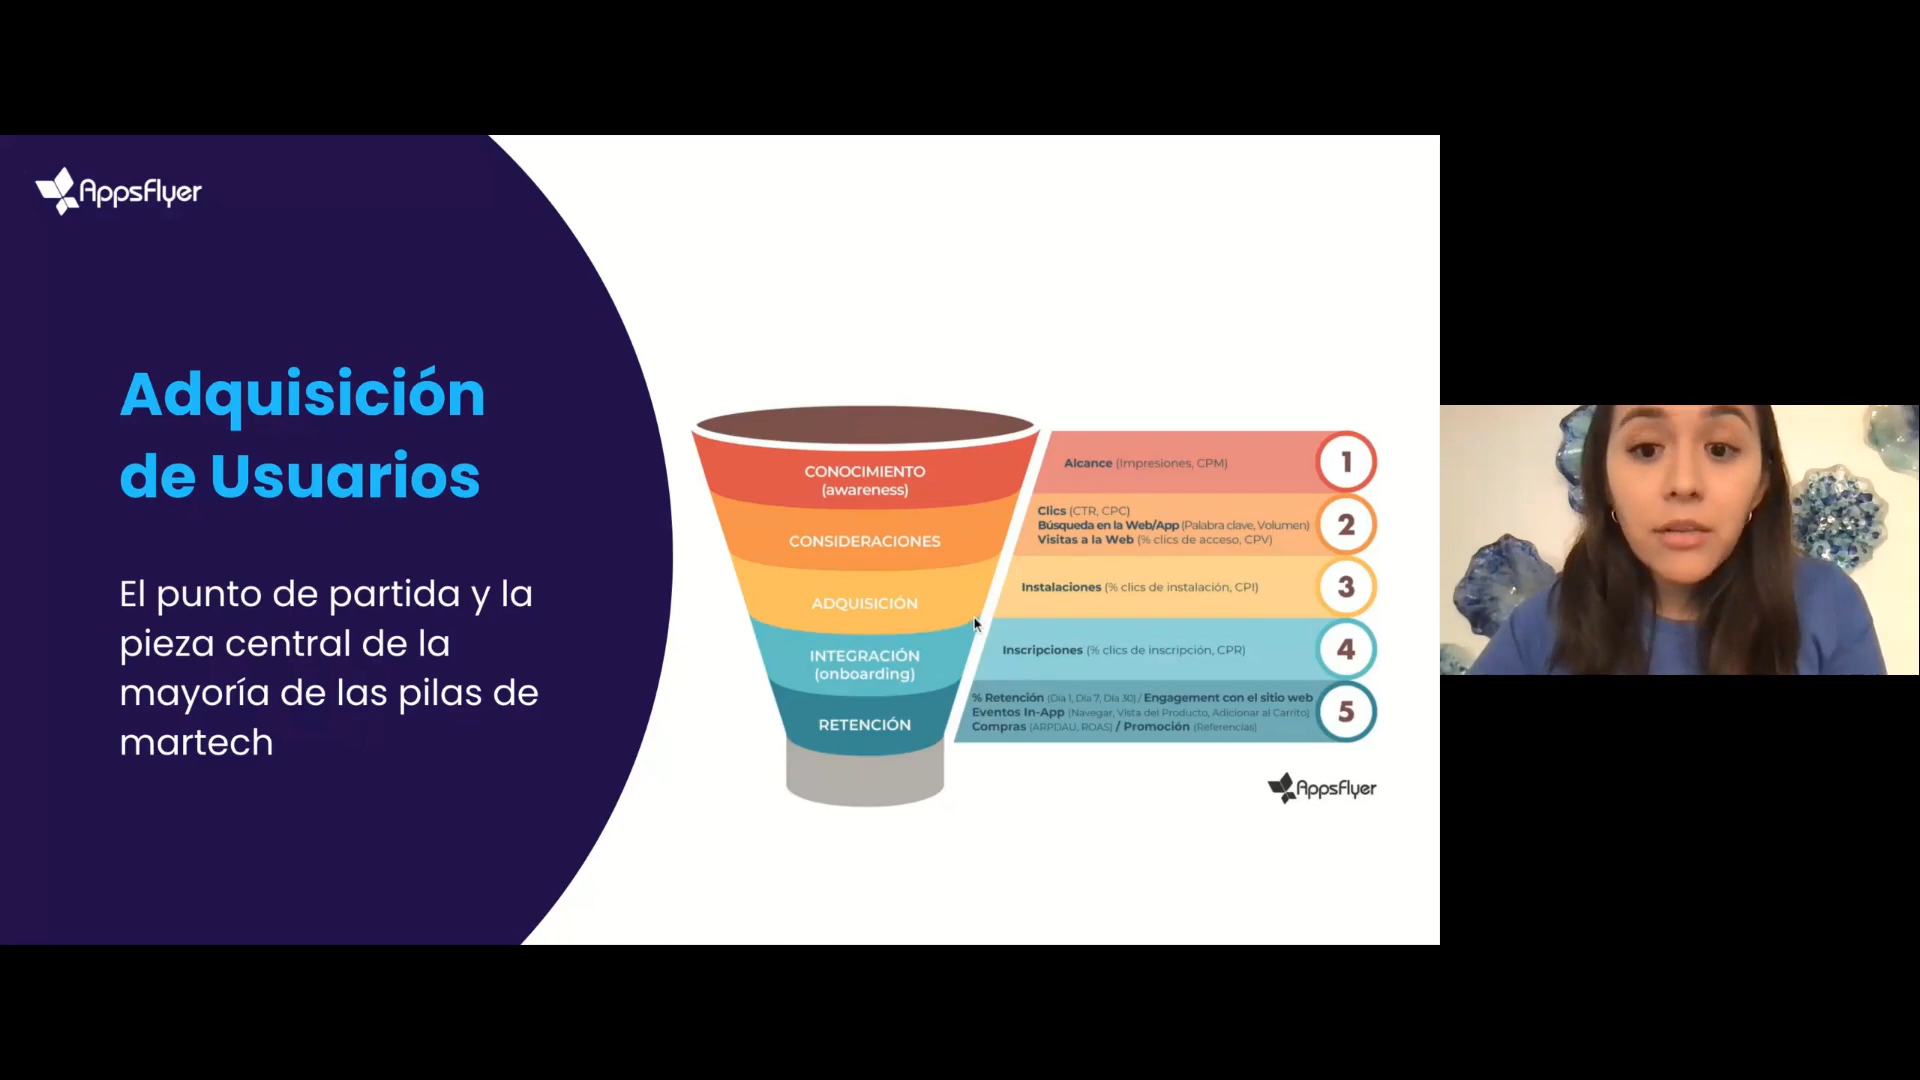 AppsFlyer
Adquisición
de Usuarios
El punto de partida y la
pieza central de la
mayoría de las pilas de
martech
CONOCIMIENTO
(awareness)
CONSIDERACIONES
ADQUISICIÓN
INTEGRACIÓN
(onboarding)
RETENCIÓN
Alcance (Impresiones, CPM)
1
Clics (CTR, CPC)
Búsqueda en la Web/App (Palabra clave, Volumen)
Visitas a la Web (% clics de acceso, CPV)
2
Instalaciones (% clics de instalación, CPI)
3
Inscripciones (% clics de inscripción, CPR)
4
% Retención (Día 1, Día 7, Día 30) / Engagement con el sitio web
Eventos In-App (Navegar, Vista del Producto, Adicionar al Carrito)
Compras (ARPDAU, ROAS) / Promoción (Referencias)
5
AppsFlyer